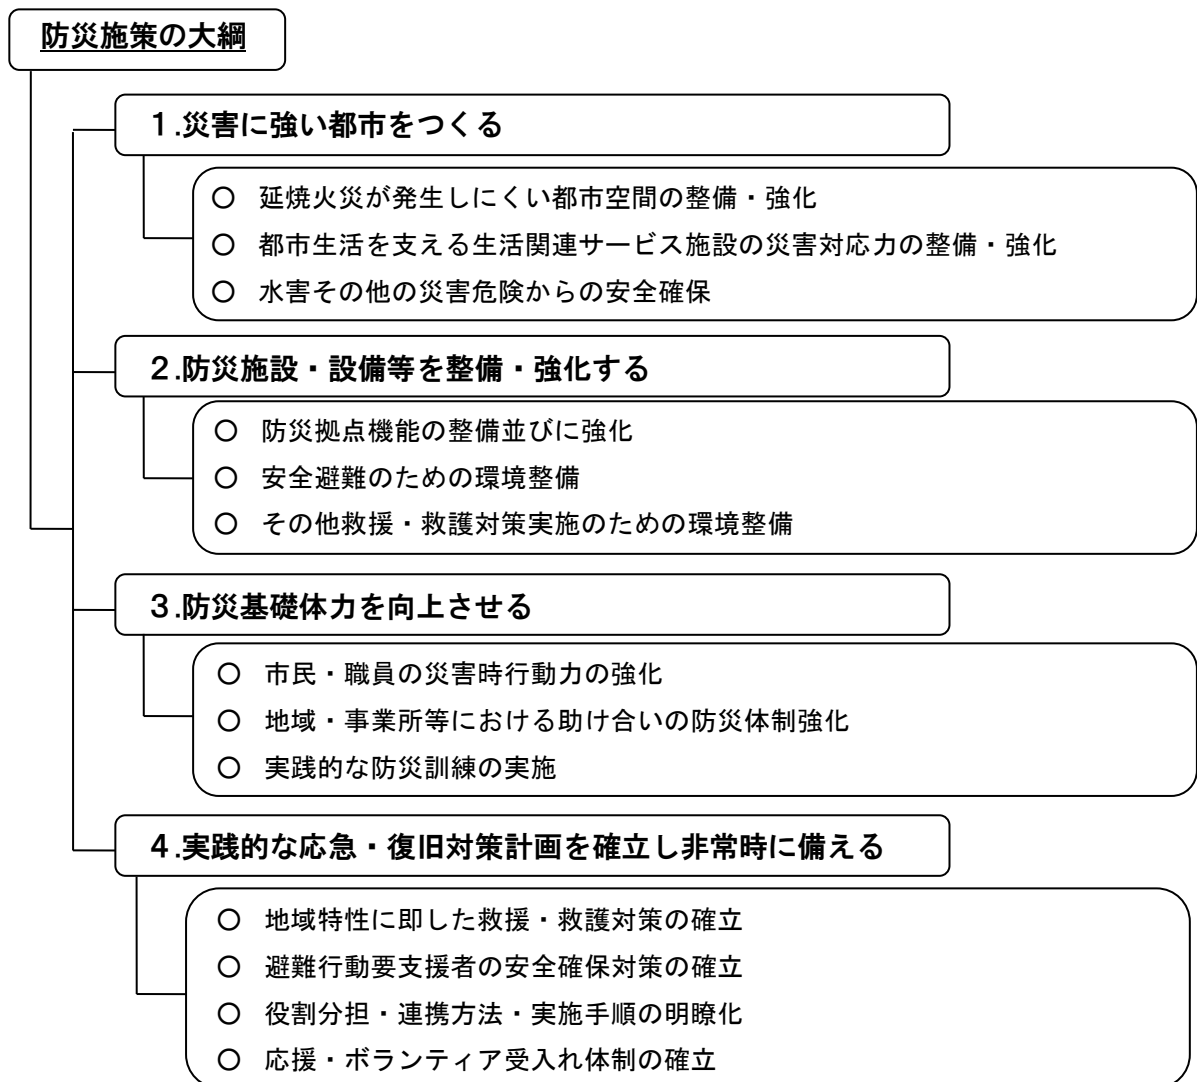 防災施策の大綱
１.災害に強い都市をつくる
○ 延焼火災が発生しにくい都市空間の整備・強化
○ 都市生活を支える生活関連サービス施設の災害対応力の整備・強化
○ 水害その他の災害危険からの安全確保
２.防災施設・設備等を整備・強化する
○ 防災拠点機能の整備並びに強化
○ 安全避難のための環境整備
○ その他救援・救護対策実施のための環境整備
３.防災基礎体力を向上させる
○ 市民・職員の災害時行動力の強化
○ 地域・事業所等における助け合いの防災体制強化
○ 実践的な防災訓練の実施
４.実践的な応急・復旧対策計画を確立し非常時に備える
○ 地域特性に即した救援・救護対策の確立
○ 避難行動要支援者の安全確保対策の確立
○ 役割分担・連携方法・実施手順の明瞭化
○ 応援・ボランティア受入れ体制の確立